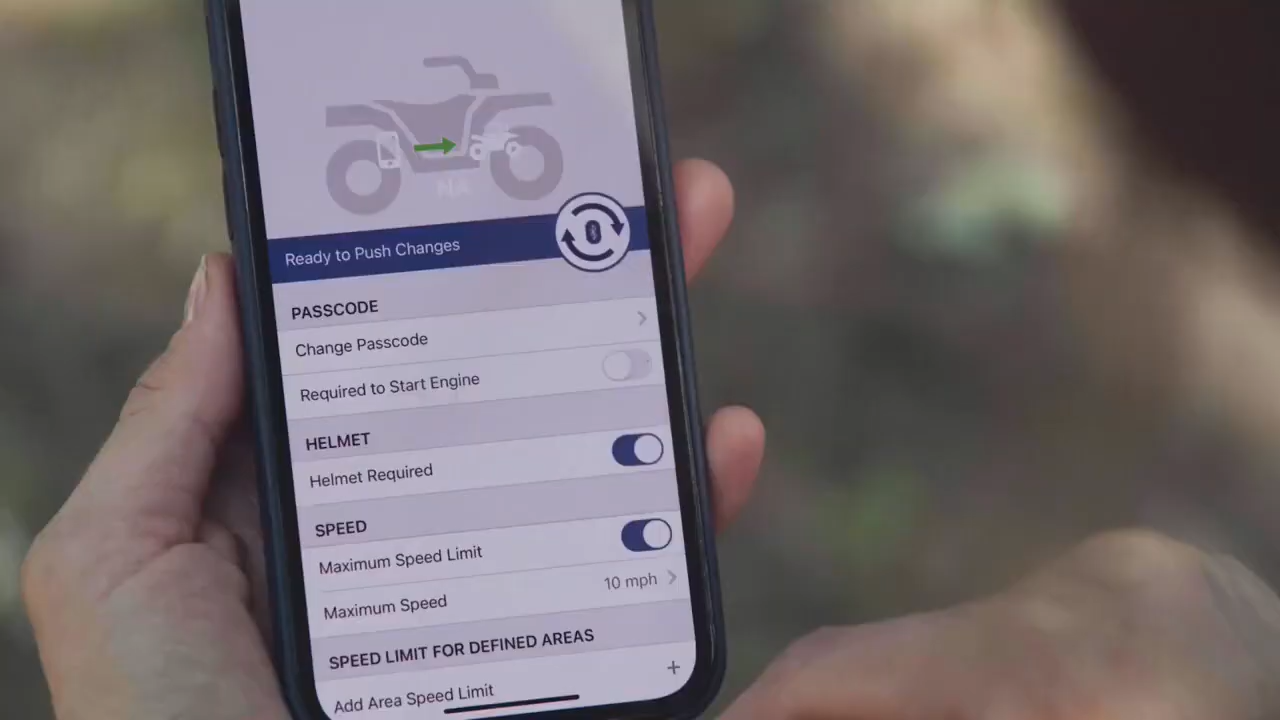 NA
Ready to Push Changes
PASSCODE
Change Passcode
Required to Start Engine
HELMET
Helmet Required
SPEED
Maximum Speed Limit
Maximum Speed 10 mph
SPEED LIMIT FOR DEFINED AREAS
Add Area Speed Limit +